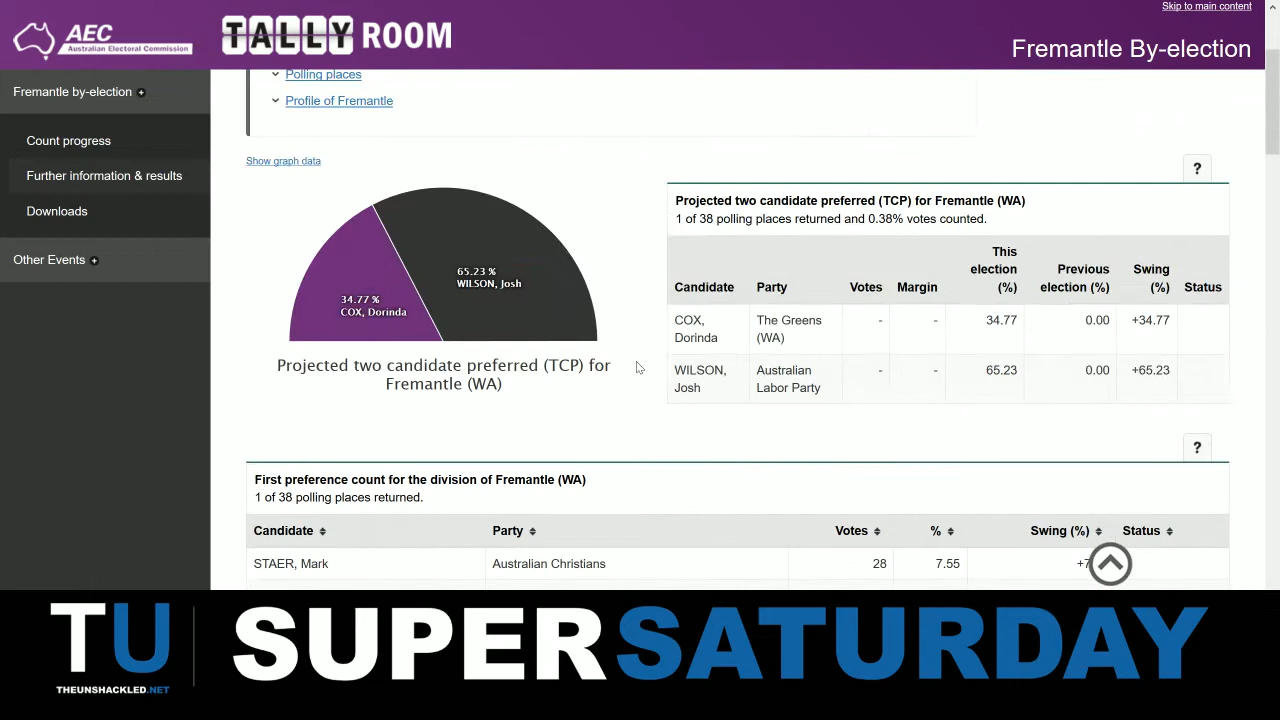 Skip to main content
AEC
Australian Electoral Commission
TALLY ROOM
Fremantle By-election
Fremantle by-election
Count progress
Further information & results
Downloads
Other Events
Polling places
Profile of Fremantle
Show graph data
65.23 %
WILSON, Josh
34.77 %
COX, Dorinda
Projected two candidate preferred (TCP) for
Fremantle (WA)
?
Projected two candidate preferred (TCP) for Fremantle (WA)
1 of 38 polling places returned and 0.38% votes counted.
Candidate Party Votes Margin This election (%) Previous election (%) Swing (%) Status
COX, Dorinda The Greens (WA) - - 34.77 0.00 +34.77
WILSON, Josh Australian Labor Party - - 65.23 0.00 +65.23
?
First preference count for the division of Fremantle (WA)
1 of 38 polling places returned.
Candidate Party Votes % Swing (%) Status
STAER, Mark Australian Christians 28 7.55 +7
TU SUPERSATURDAY
THEUNSHACKLED.NET